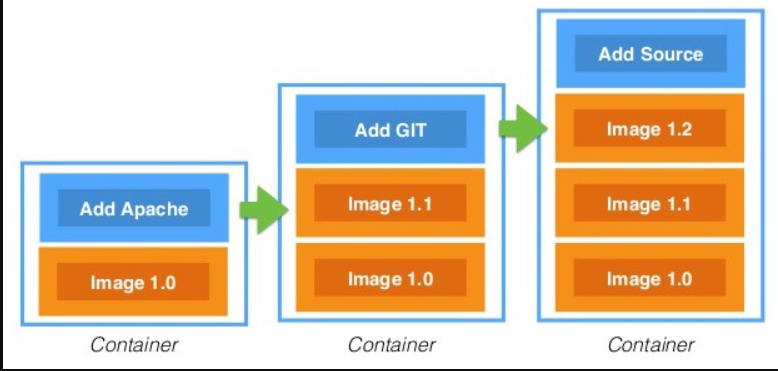 Add Apache
Image 1.0
Container
Add GIT
Image 1.1
Image 1.0
Container
Add Source
Image 1.2
Image 1.1
Image 1.0
Container